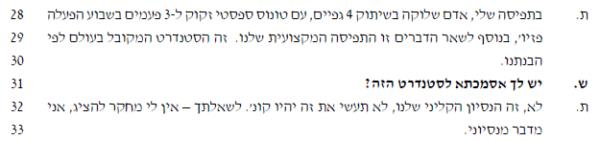 ת. בתפיסה שלי, אדם שלוקה בשיתוק 4 גפיים, עם טונוס ספסטי זקוק ל-3 פעמים בשבוע הפעלה 28
פזיו', בנוסף לשאר הדברים זו התפיסה המקצועית שלנו. זה הסטנדרט המקובל בעולם לפי 29
הבנתנו. 30
ש. יש לך אסמכתא לסטנדרט הזה? 31
ת. לא, זה הנסיון הקליני שלנו, לא תעשי את זה יהיו קונ'. לשאלתך – אין לי מחקר להציג, אני 32
מדבר מנסיוני. 33